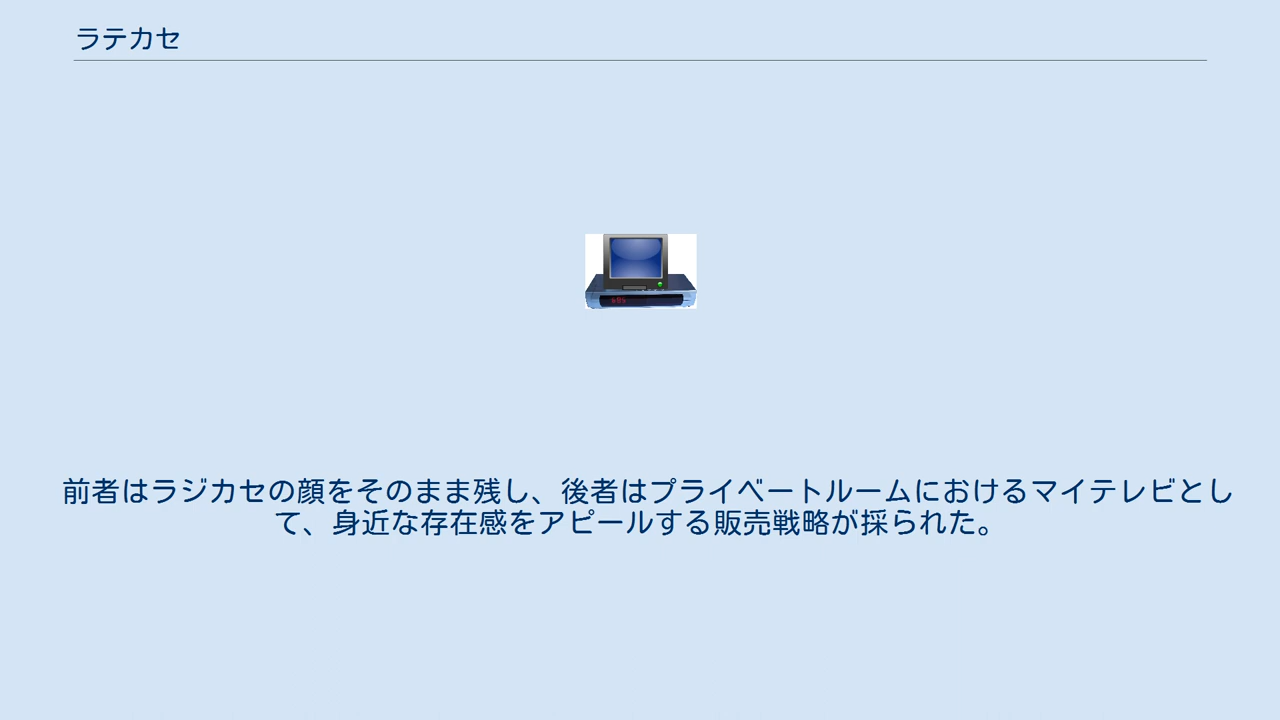 ラテカセ
前者はラジカセの顔をそのまま残し、後者はプライベートルームにおけるマイテレビとし
て、身近な存在感をアピールする販売戦略が採られた。